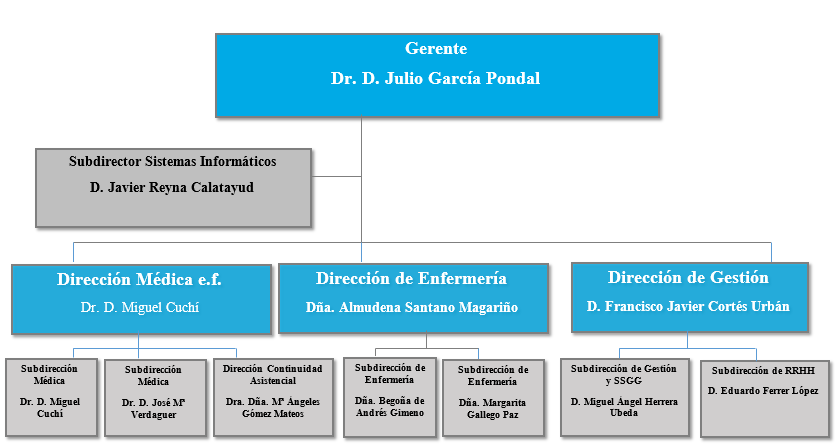 Gerente
Dr. D. Julio García Pondal
Subdirector Sistemas Informáticos
D. Javier Reyna Calatayud
Dirección Médica e.f.
Dr. D. Miguel Cuchí
Dirección de Enfermería
Dña. Almudena Santano Magariño
Dirección de Gestión
D. Francisco Javier Cortés Urbán
Subdirección
Médica
Dr. D. Miguel
Cuchí
Subdirección
Médica
Dr. D. José Mª
Verdaguer
Dirección Continuidad
Asistencial
Dra. Dña. Mª Ángeles
Gómez Mateos
Subdirección de
Enfermería
Dña. Begoña de
Andrés Gimeno
Subdirección de
Enfermería
Dña. Margarita
Gallego Paz
Subdirección de Gestión
y SSGG
D. Miguel Ángel Herrera
Ubeda
Subdirección de RRHH
D. Eduardo Ferrer López